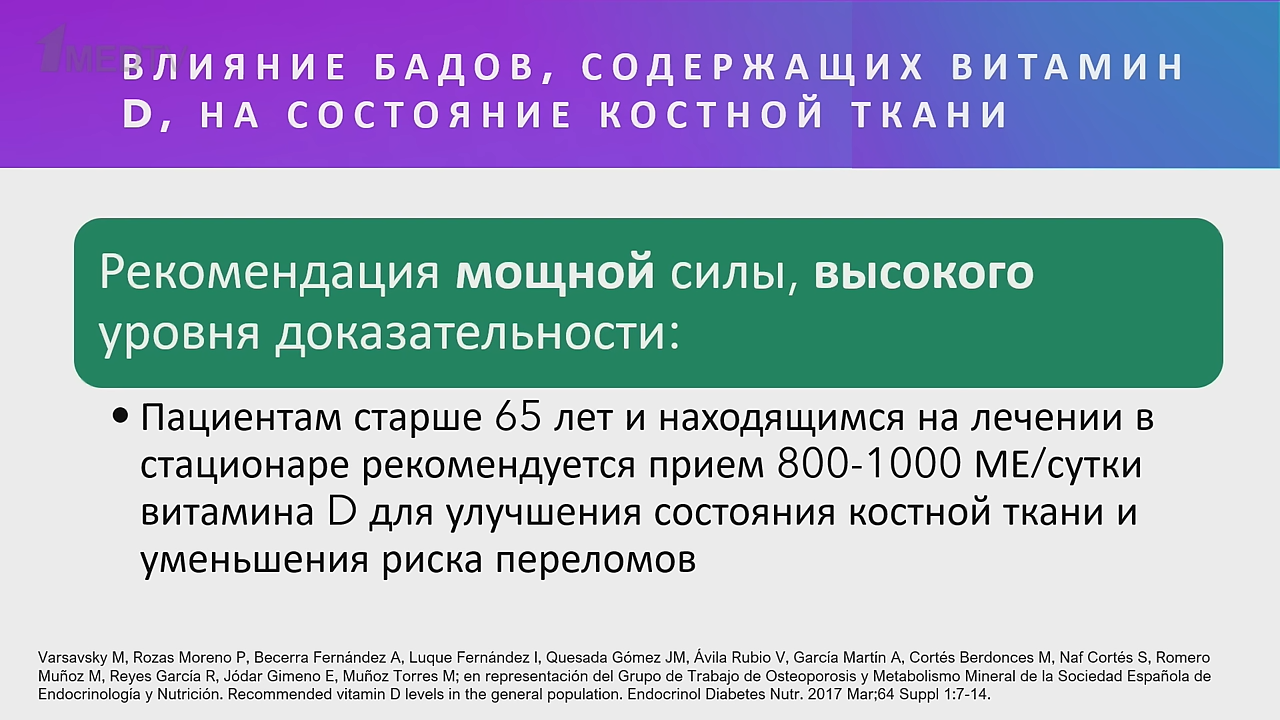 1MEDTV
ВЛИЯНИЕ БАДОВ, СОДЕРЖАЩИХ ВИТАМИН
D, НА СОСТОЯНИЕ КОСТНОЙ ТКАНИ
Рекомендация мощной силы, высокого
уровня доказательности:
• Пациентам старше 65 лет и находящимся на лечении в
стационаре рекомендуется прием 800-1000 МЕ/сутки
витамина D для улучшения состояния костной ткани и
уменьшения риска переломов
Varsavsky M, Rozas Moreno P, Becerra Fernández A, Luque Fernández I, Quesada Gómez JM, Ávila Rubio V, García Martín A, Cortés Berdonces M, Naf Cortés S, Romero
Muñoz M, Reyes García R, Jódar Gimeno E, Muñoz Torres M; en representación del Grupo de Trabajo de Osteoporosis y Metabolismo Mineral de la Sociedad Española de
Endocrinología y Nutrición. Recommended vitamin D levels in the general population. Endocrinol Diabetes Nutr. 2017 Mar;64 Suppl 1:7-14.